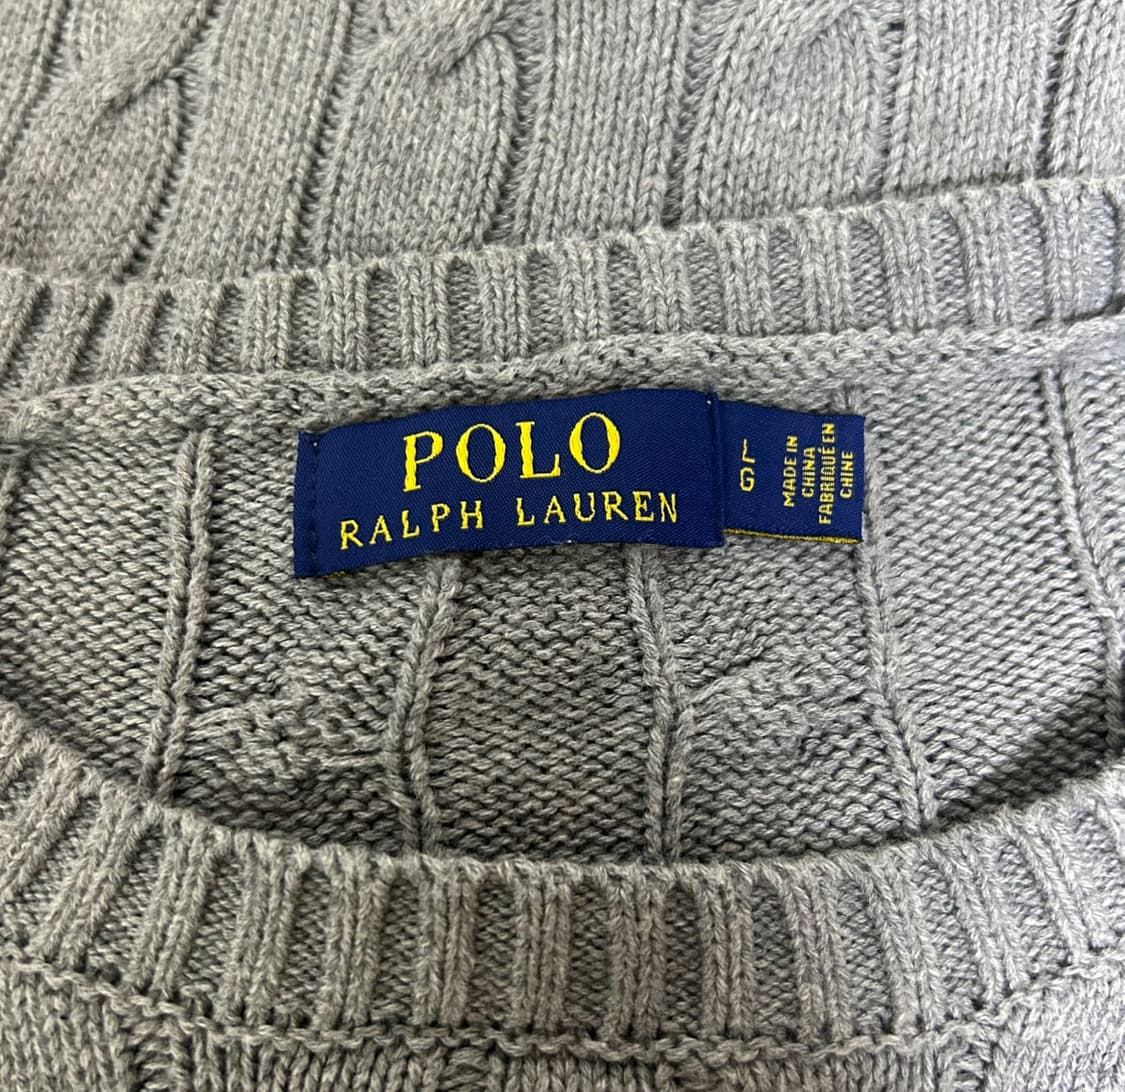 POLO
RALPH LAUREN
L
G
MADE IN
CHINA
FABRIQUÉ EN
CHINE